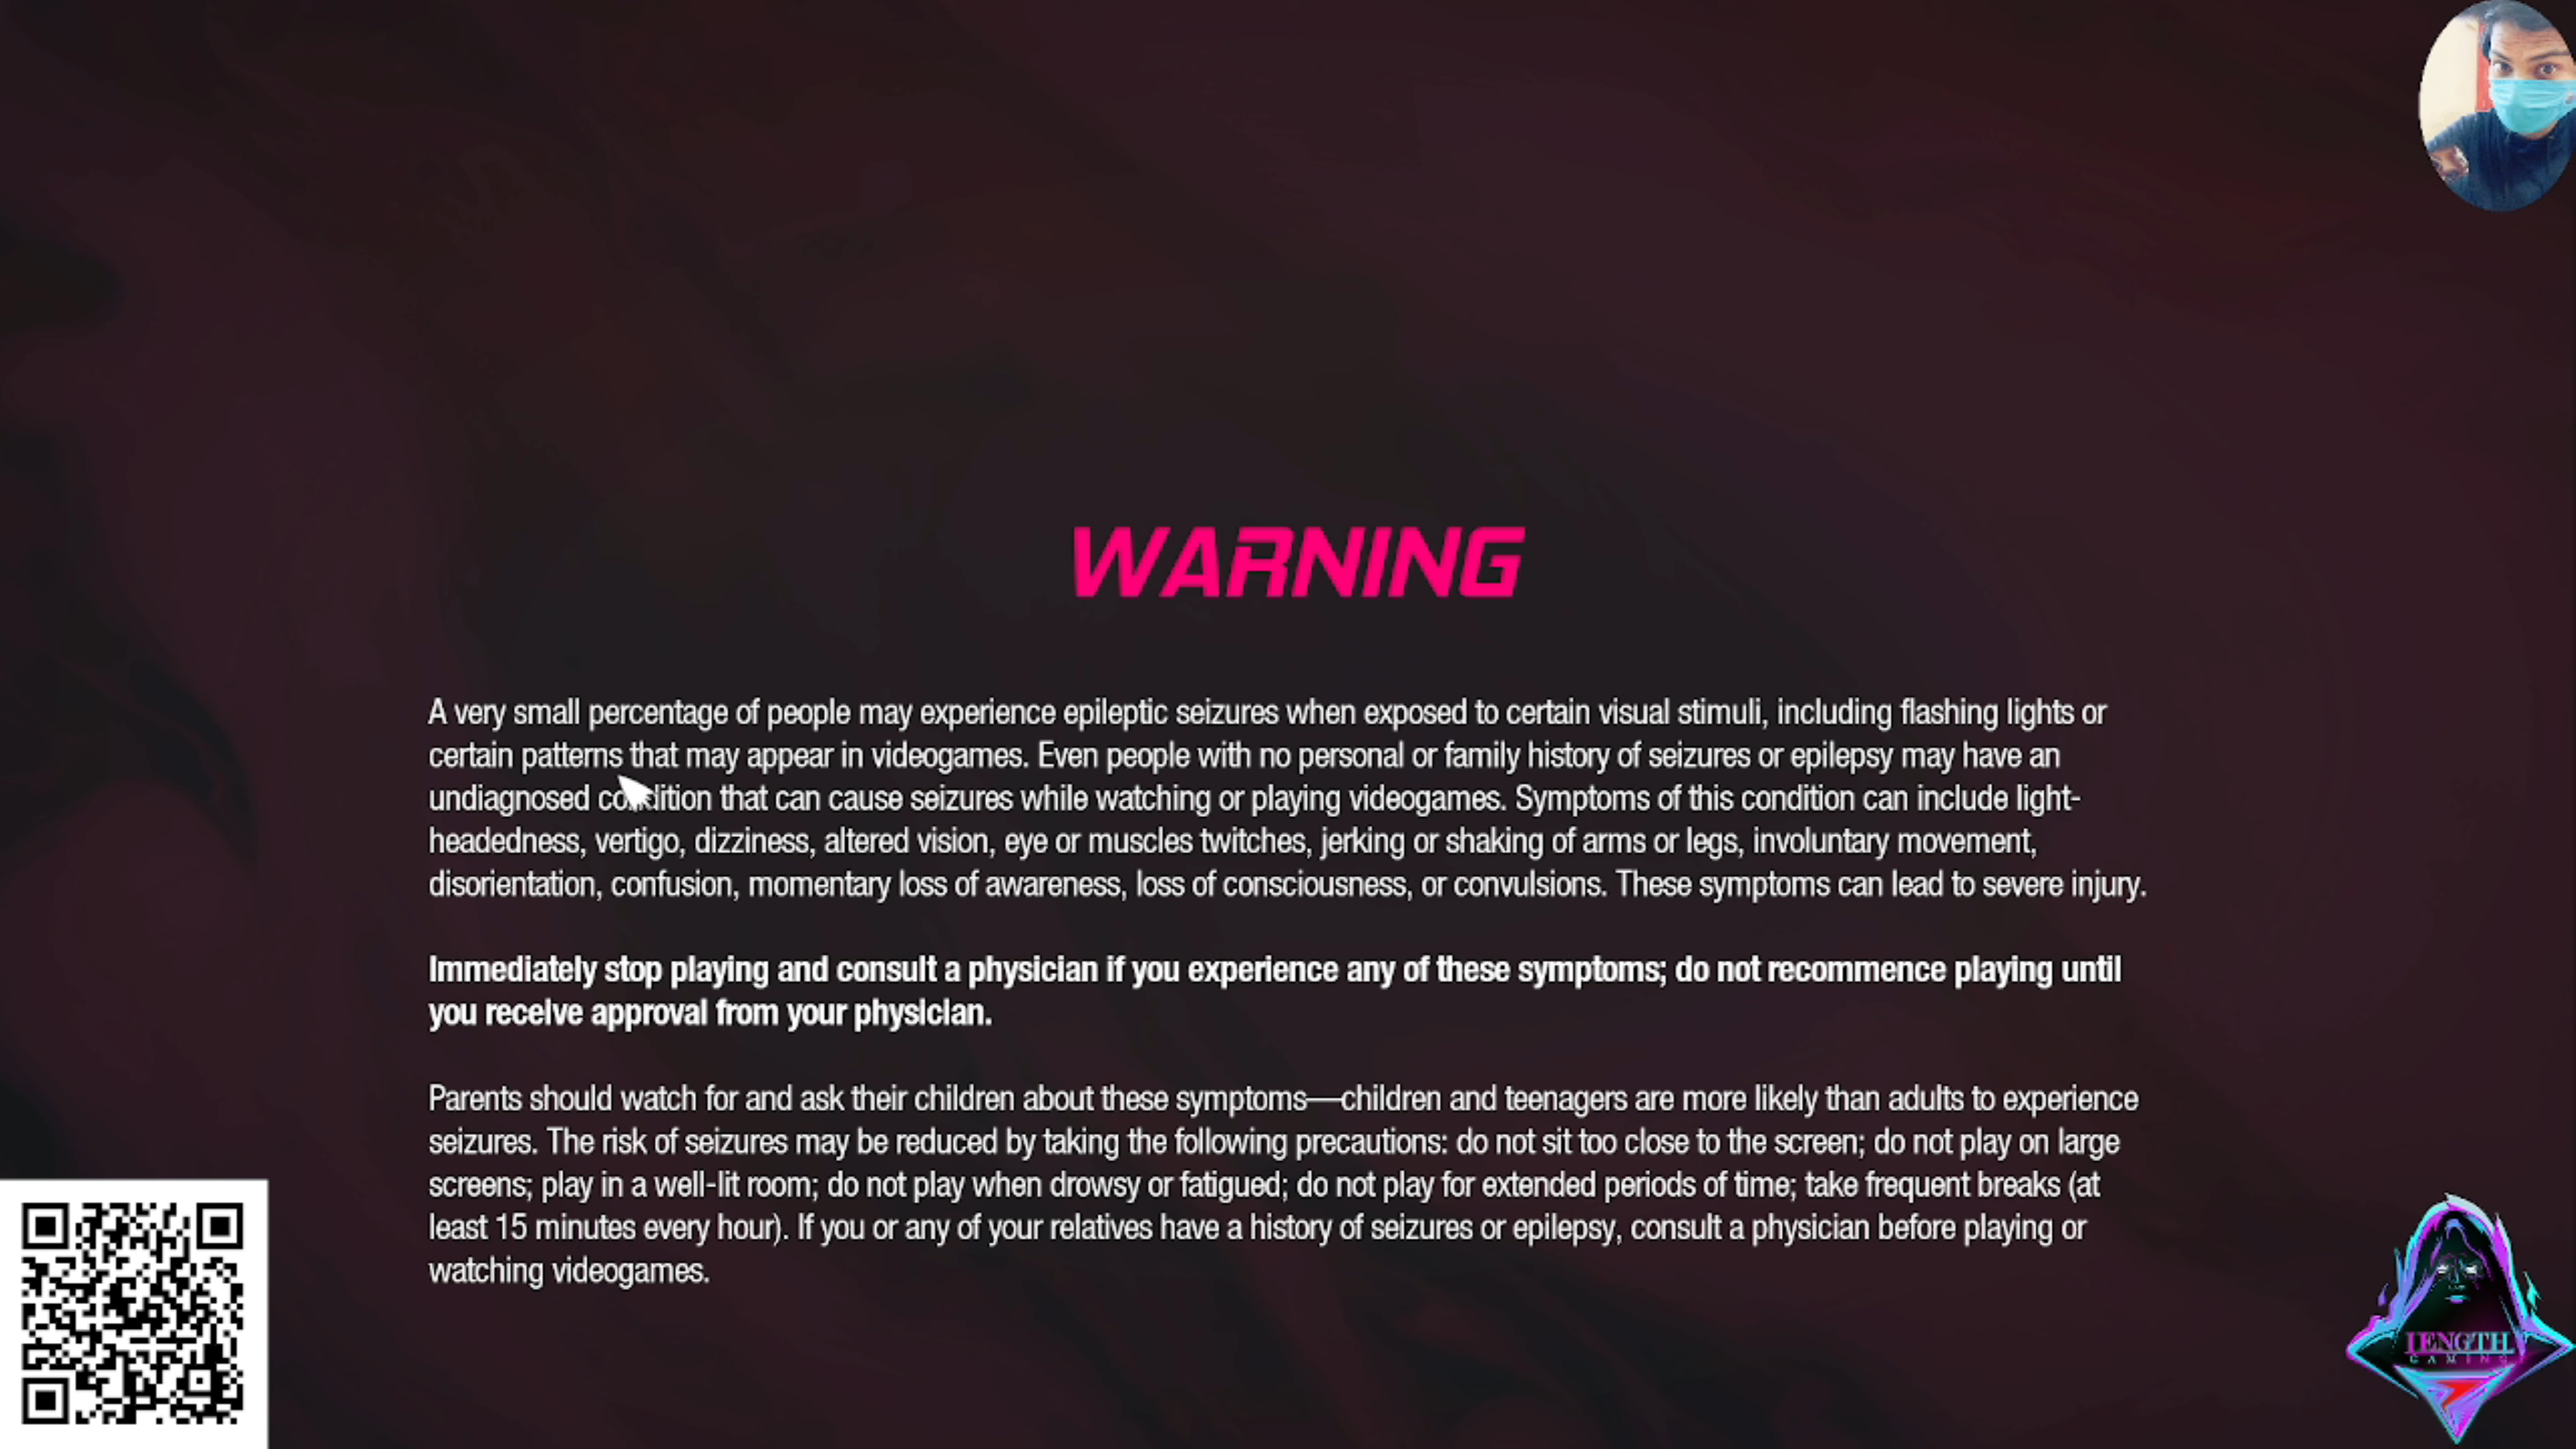 WARNING
A very small percentage of people may experience epileptic seizures when exposed to certain visual stimuli, including flashing lights or
certain patterns that may appear in videogames. Even people with no personal or family history of seizures or epilepsy may have an
undiagnosed condition that can cause seizures while watching or playing videogames. Symptoms of this condition can include light-
headedness, vertigo, dizziness, altered vision, eye or muscles twitches, jerking or shaking of arms or legs, involuntary movement,
disorientation, confusion, momentary loss of awareness, loss of consciousness, or convulsions. These symptoms can lead to severe injury.
Immediately stop playing and consult a physician if you experience any of these symptoms; do not recommence playing until
you receive approval from your physician.
Parents should watch for and ask their children about these symptoms—children and teenagers are more likely than adults to experience
seizures. The risk of seizures may be reduced by taking the following precautions: do not sit too close to the screen; do not play on large
screens; play in a well-lit room; do not play when drowsy or fatigued; do not play for extended periods of time; take frequent breaks (at
least 15 minutes every hour). If you or any of your relatives have a history of seizures or epilepsy, consult a physician before playing or
watching videogames.
GAMING